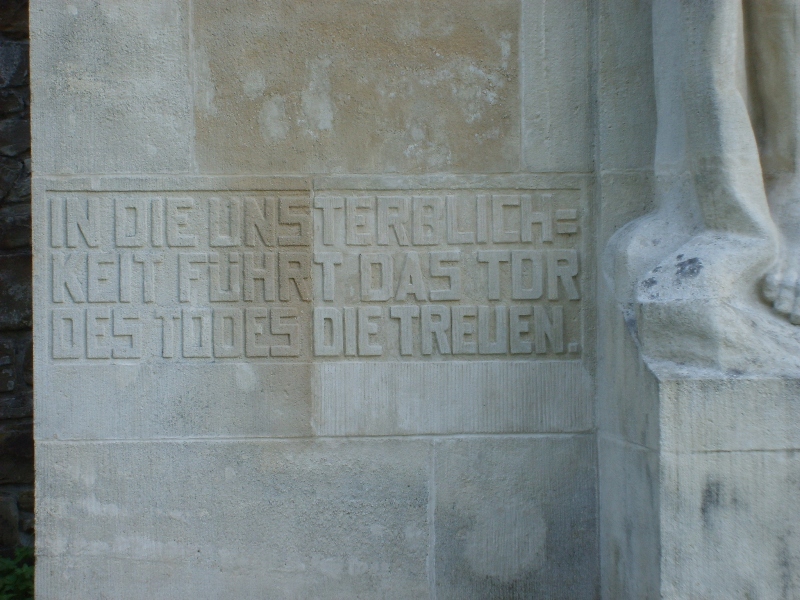 IN DIE UNSTERBLICH=
KEIT FÜHRT DAS TOR
DES TODES DIE TREUEN.